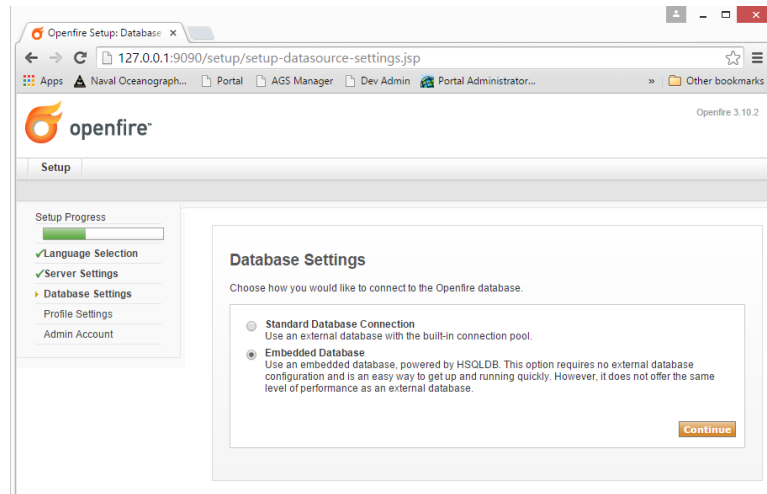 Openfire Setup: Database
127.0.0.1:9090/setup/setup-datasource-settings.jsp
Apps Naval Oceanograph... Portal AGS Manager Dev Admin Portal Administrator... » Other bookmarks
openfire™
Openfire 3.10.2
Setup
Setup Progress
Language Selection
Server Settings
Database Settings
Profile Settings
Admin Account
Database Settings
Choose how you would like to connect to the Openfire database.
Standard Database Connection
Use an external database with the built-in connection pool.
Embedded Database
Use an embedded database, powered by HSQLDB. This option requires no external database
configuration and is an easy way to get up and running quickly. However, it does not offer the same
level of performance as an external database.
Continue